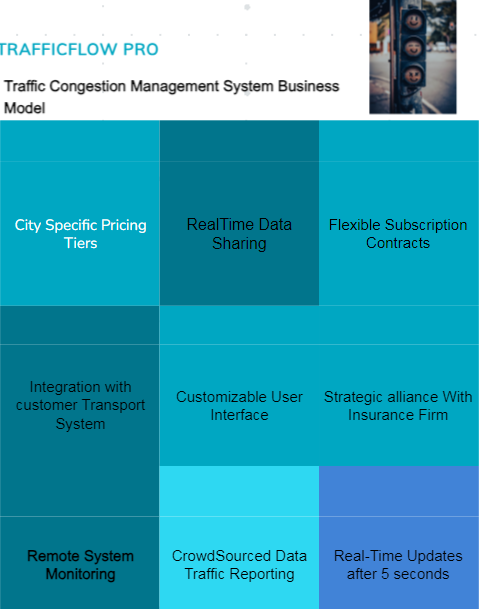 TRAFFICFLOW PRO
Traffic Congestion Management System Business
Model
City Specific Pricing
Tiers
RealTime Data
Sharing
Flexible Subscription
Contracts
Integration with
customer Transport
System
Customizable User
Interface
Strategic alliance With
Insurance Firm
Remote System
Monitoring
CrowdSourced Data
Traffic Reporting
Real-Time Updates
after 5 seconds